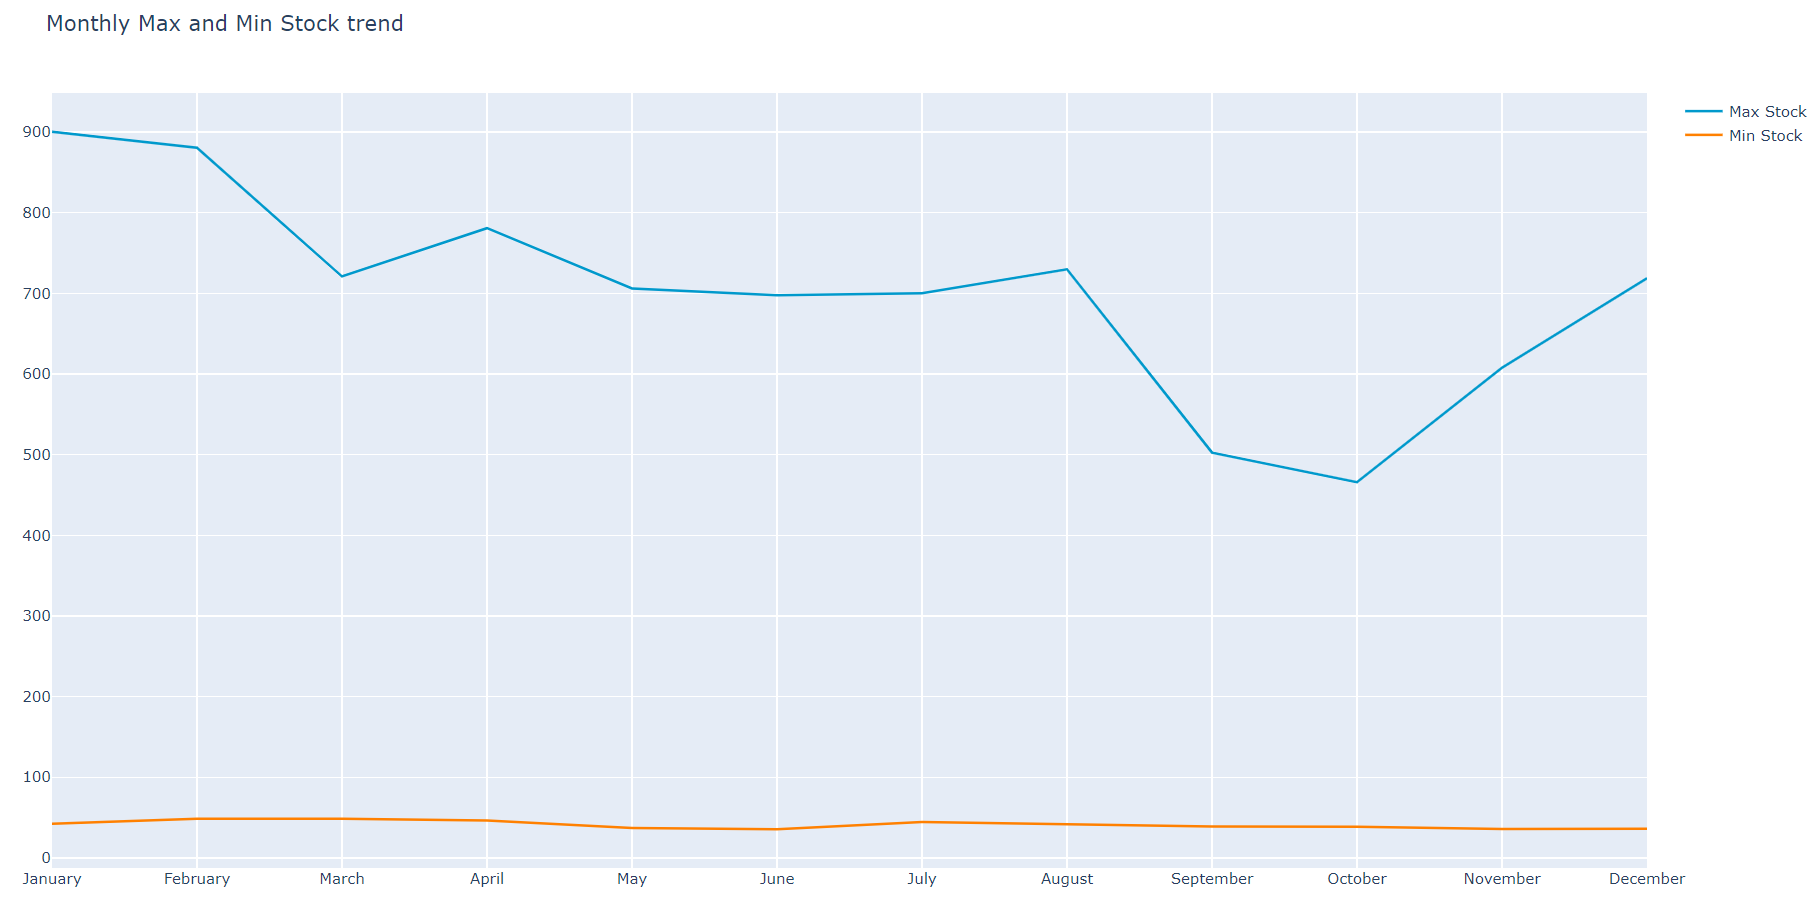 Monthly Max and Min Stock trend
Max Stock
Min Stock
900
800
700
600
500
400
300
200
100
0
January February March April May June July August September October November December